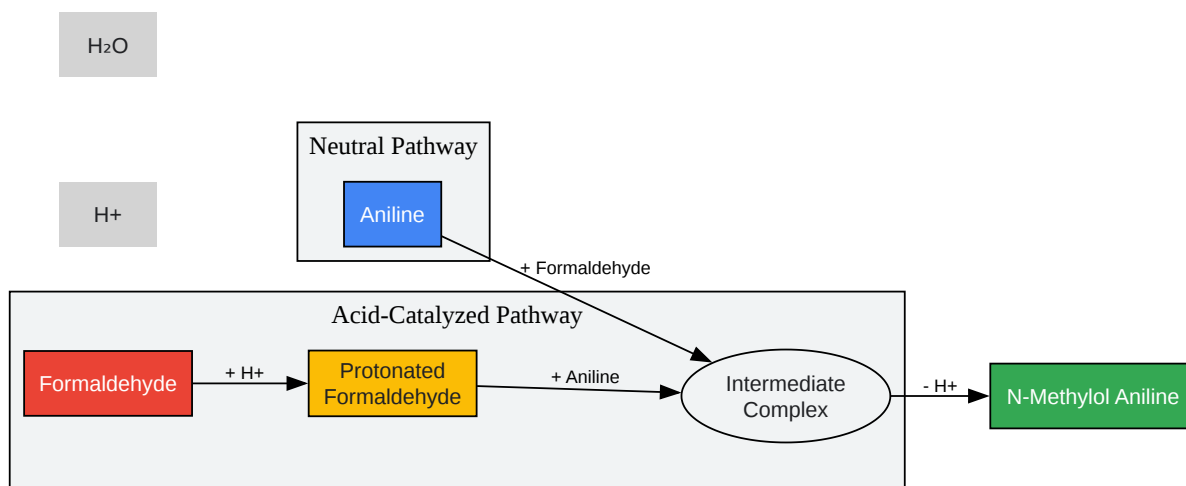 H₂O
Neutral Pathway
H+
Aniline
+ Formaldehyde
Acid-Catalyzed Pathway
Formaldehyde
+ H+
Protonated
Formaldehyde
+ Aniline
Intermediate
Complex
- H+
N-Methylol Aniline